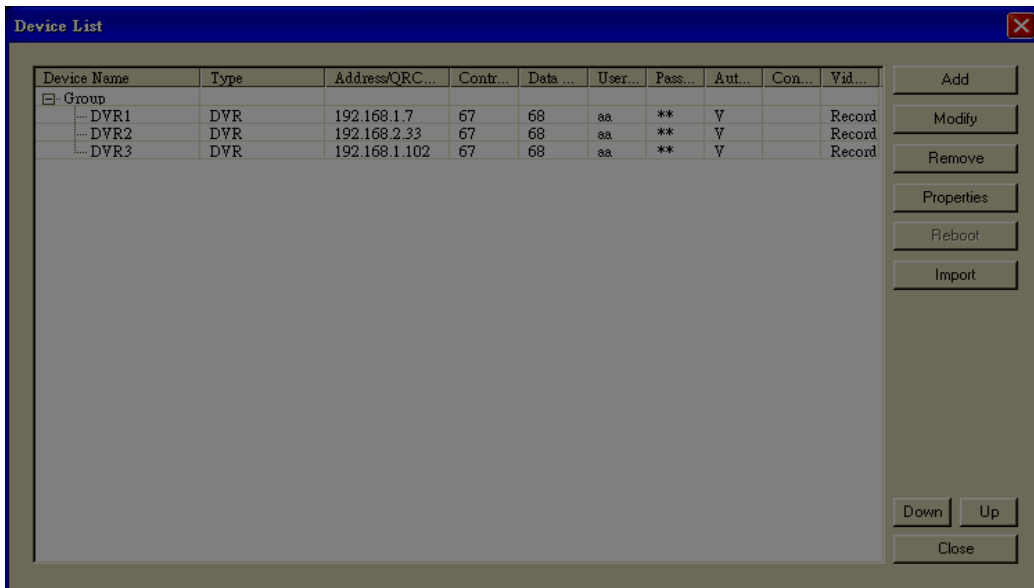 Device List
Device Name Type Address/QRC... Contr... Data ... User... Pass... Aut... Con... Vid...
Group
DVR1 DVR 192.168.1.7 67 68 aa ** V Record
DVR2 DVR 192.168.2.33 67 68 aa ** V Record
DVR3 DVR 192.168.1.102 67 68 aa ** V Record
Add
Modify
Remove
Properties
Reboot
Import
Down Up
Close